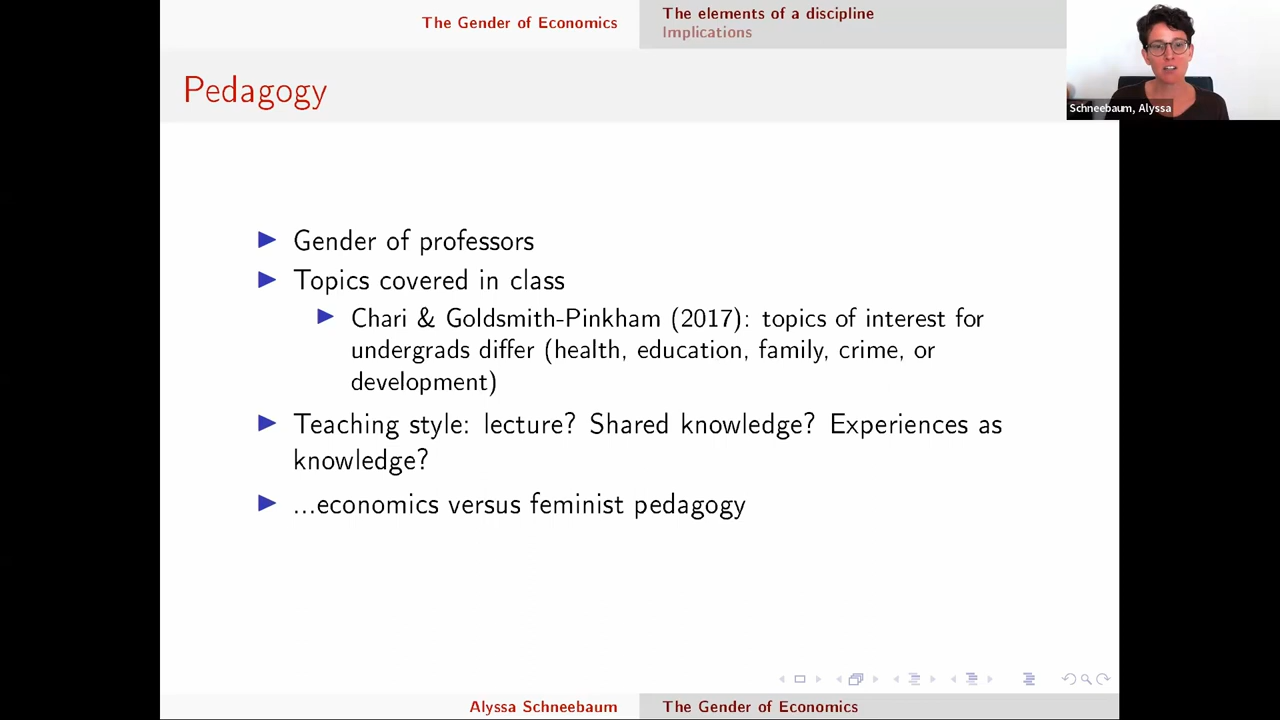 The Gender of Economics
The elements of a discipline
Implications
Schneebaum, Alyssa
Pedagogy
Gender of professors
Topics covered in class
Chari & Goldsmith-Pinkham (2017): topics of interest for
undergrads differ (health, education, family, crime, or
development)
Teaching style: lecture? Shared knowledge? Experiences as
knowledge?
...economics versus feminist pedagogy
Alyssa Schneebaum
The Gender of Economics